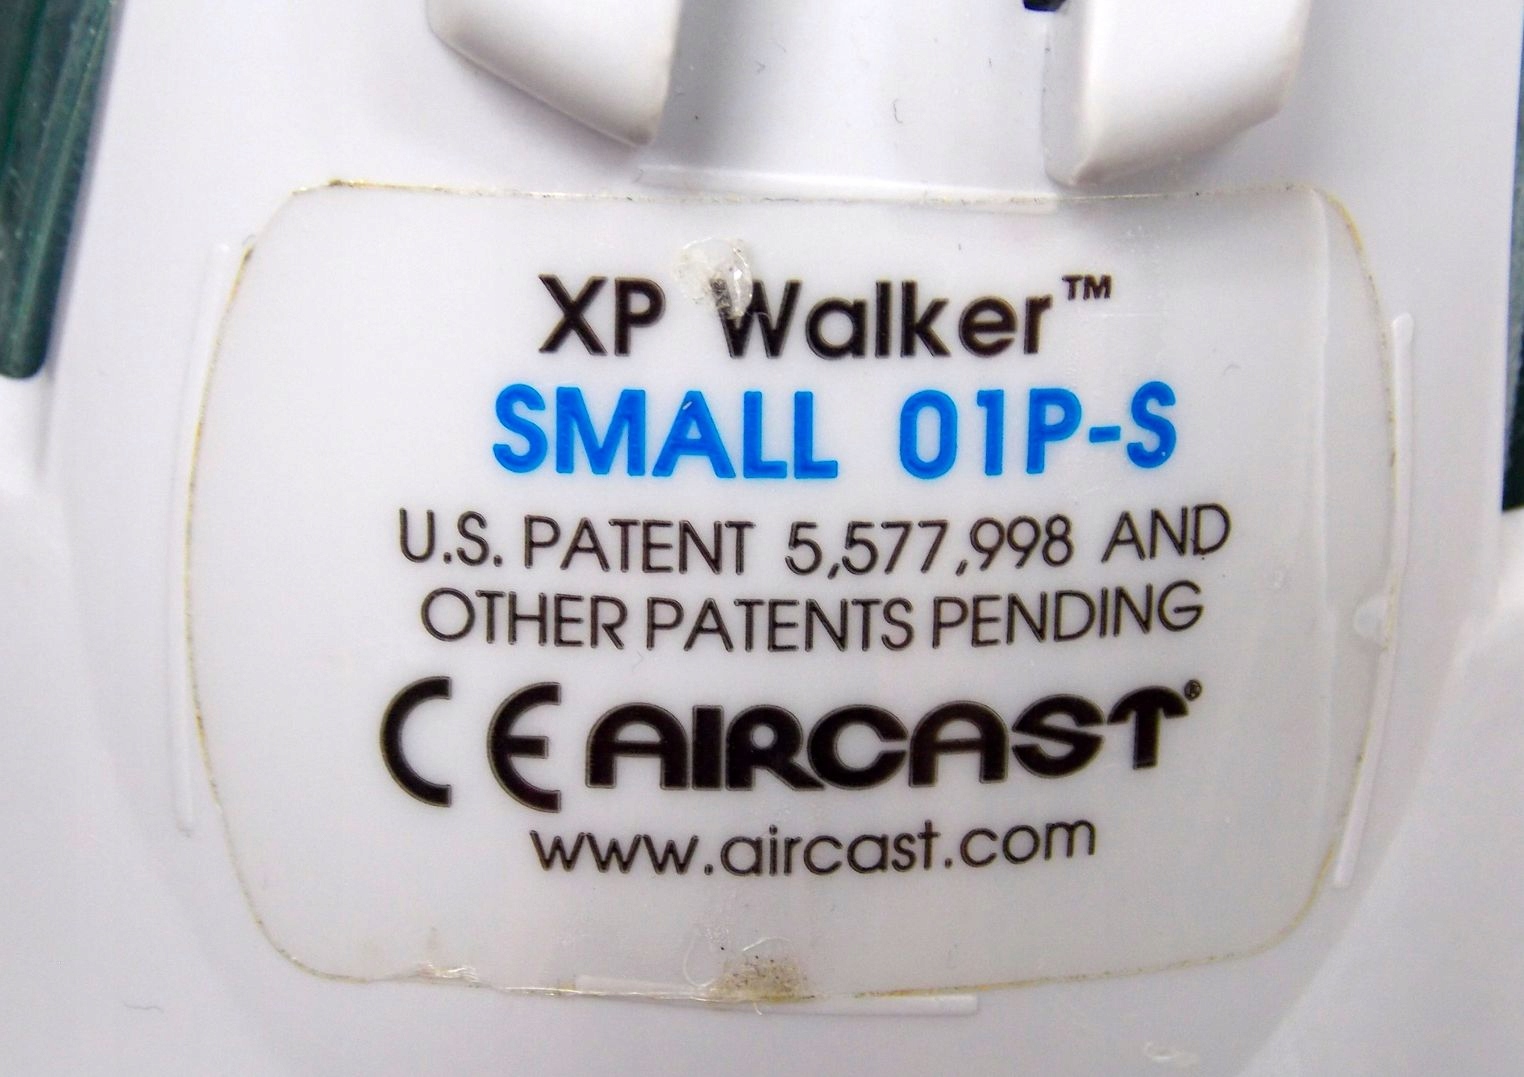 XP Walker™
SMALL 01P-S
U.S. PATENT 5,577,998 AND
OTHER PATENTS PENDING
CE AIRCAST®
www.aircast.com